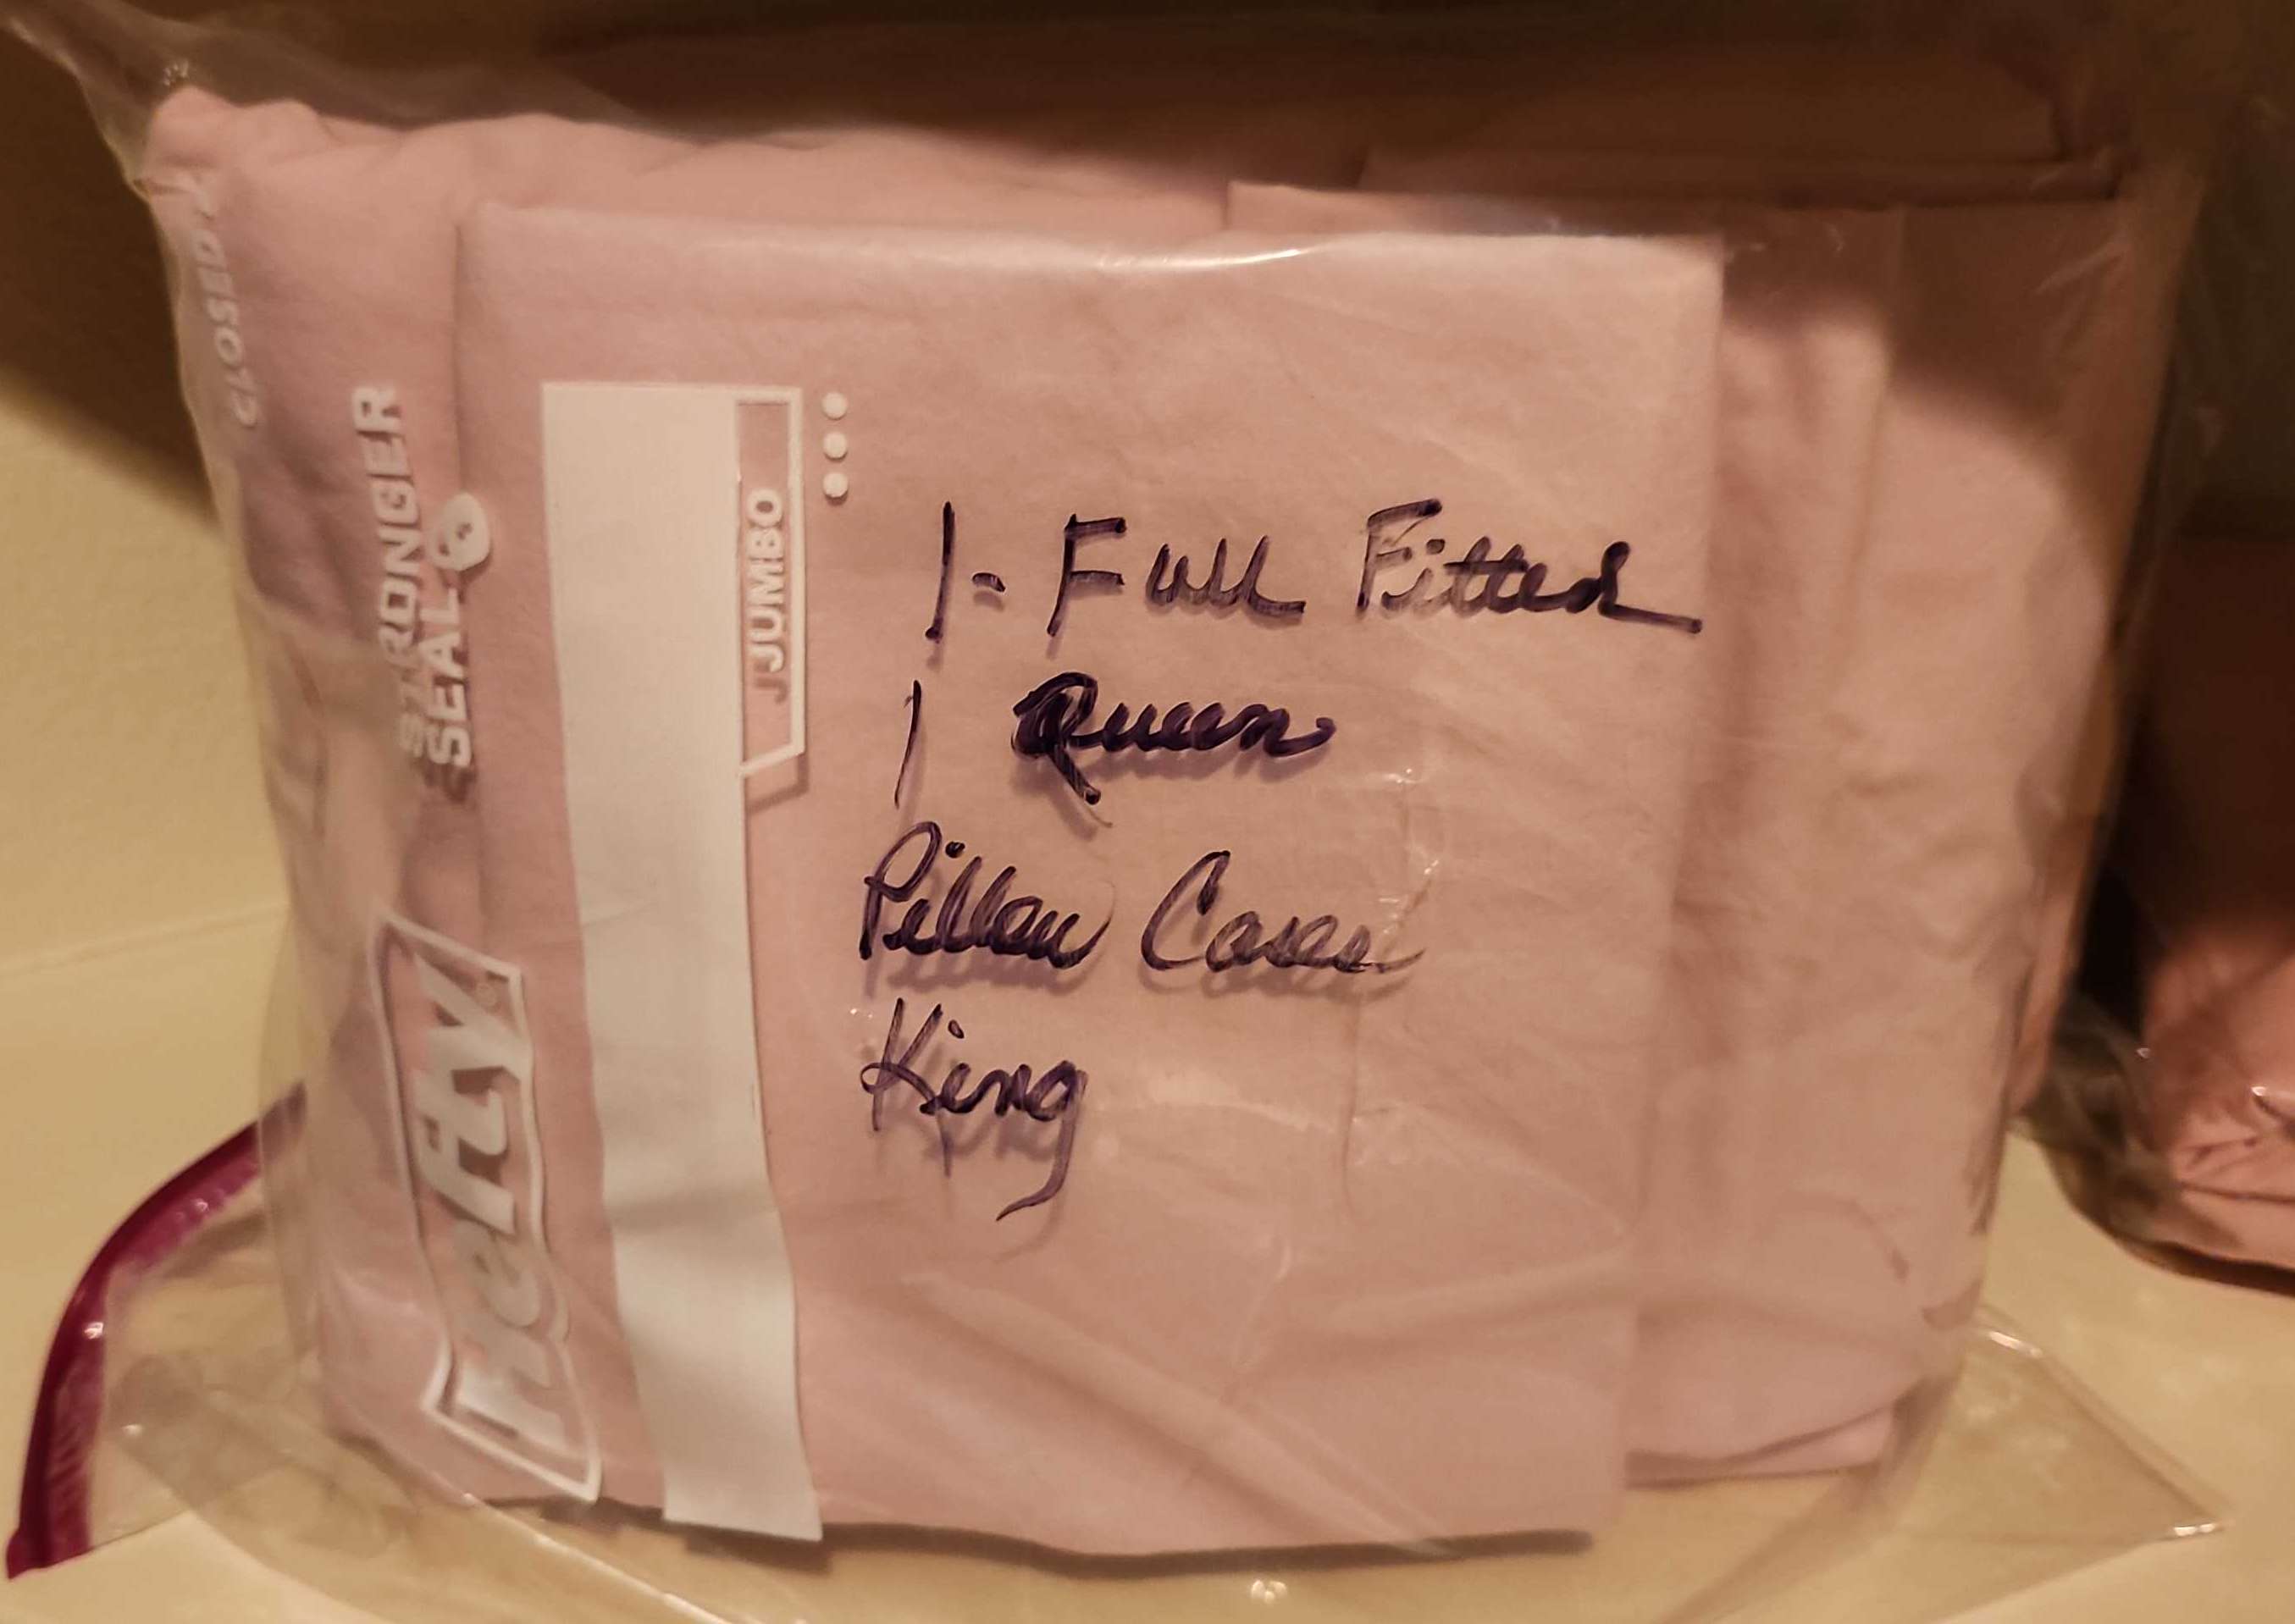 CLOSED
STRONGER
SEAL
JUMBO
Hefty
1- Full Fitted
1 Queen
Pillow Cases
King